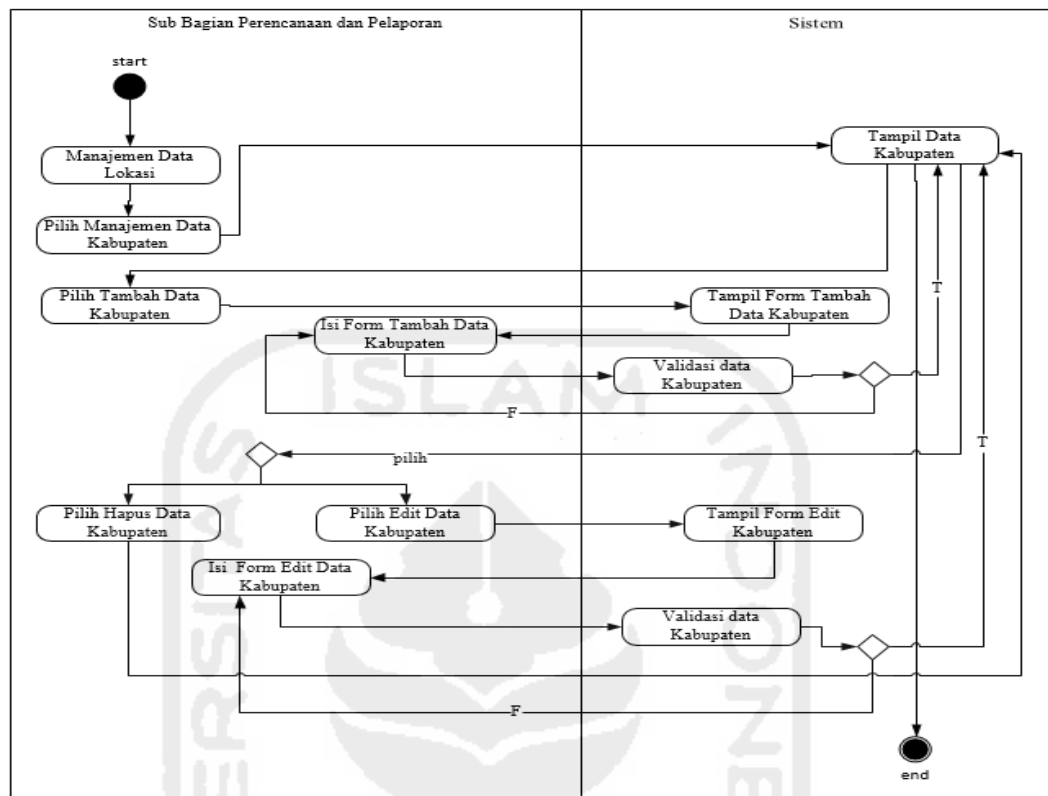 Sub Bagian Perencanaan dan Pelaporan
Sistem
start
Tampil Data
Kabupaten
Manajemen Data
Lokasi
Pilih Manajemen Data
Kabupaten
Pilih Tambah Data
Kabupaten
Tampil Form Tambah
Data Kabupaten
T
Isi Form Tambah Data
Kabupaten
Validasi data
Kabupaten
F
T
pilih
Pilih Hapus Data
Kabupaten
Pilih Edit Data
Kabupaten
Tampil Form Edit
Kabupaten
Isi Form Edit Data
Kabupaten
Validasi data
Kabupaten
F
end
ISLAM